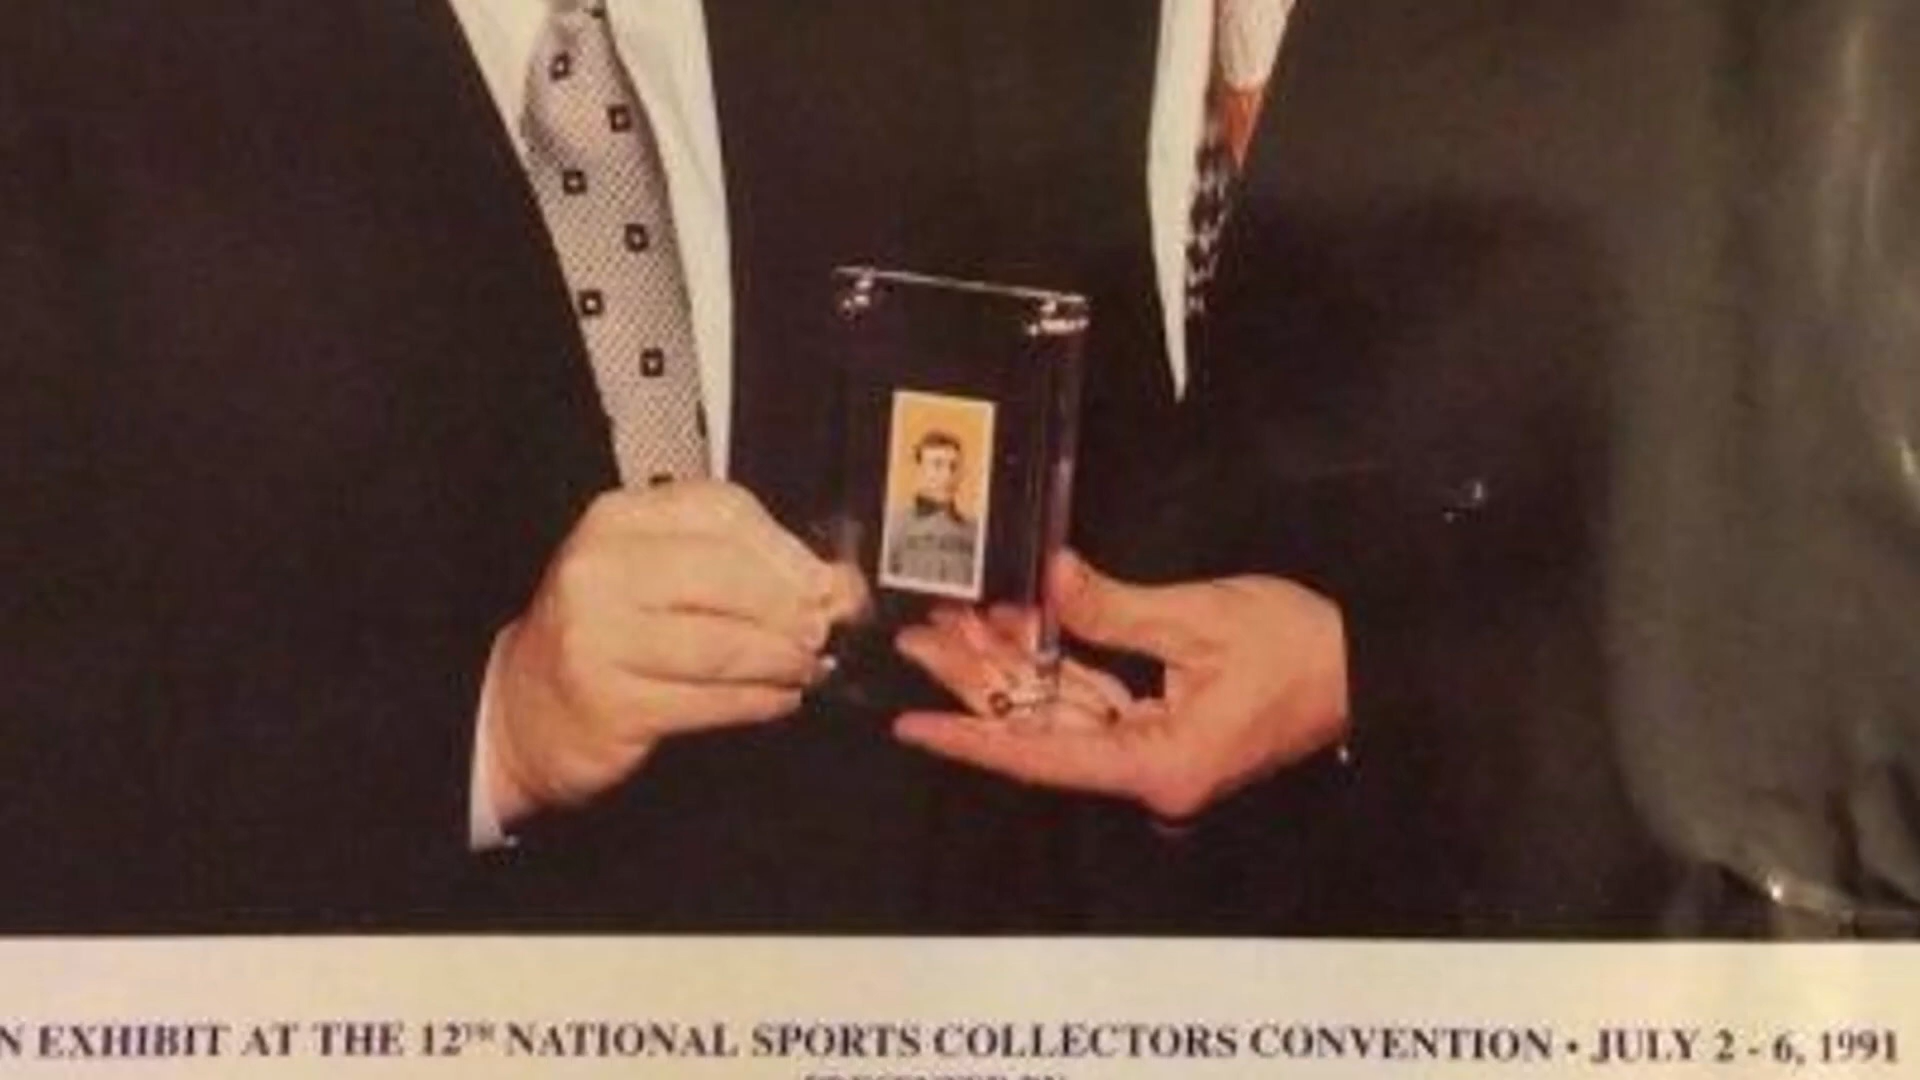 N EXHIBIT AT THE 12TH NATIONAL SPORTS COLLECTORS CONVENTION • JULY 2 - 6, 1991